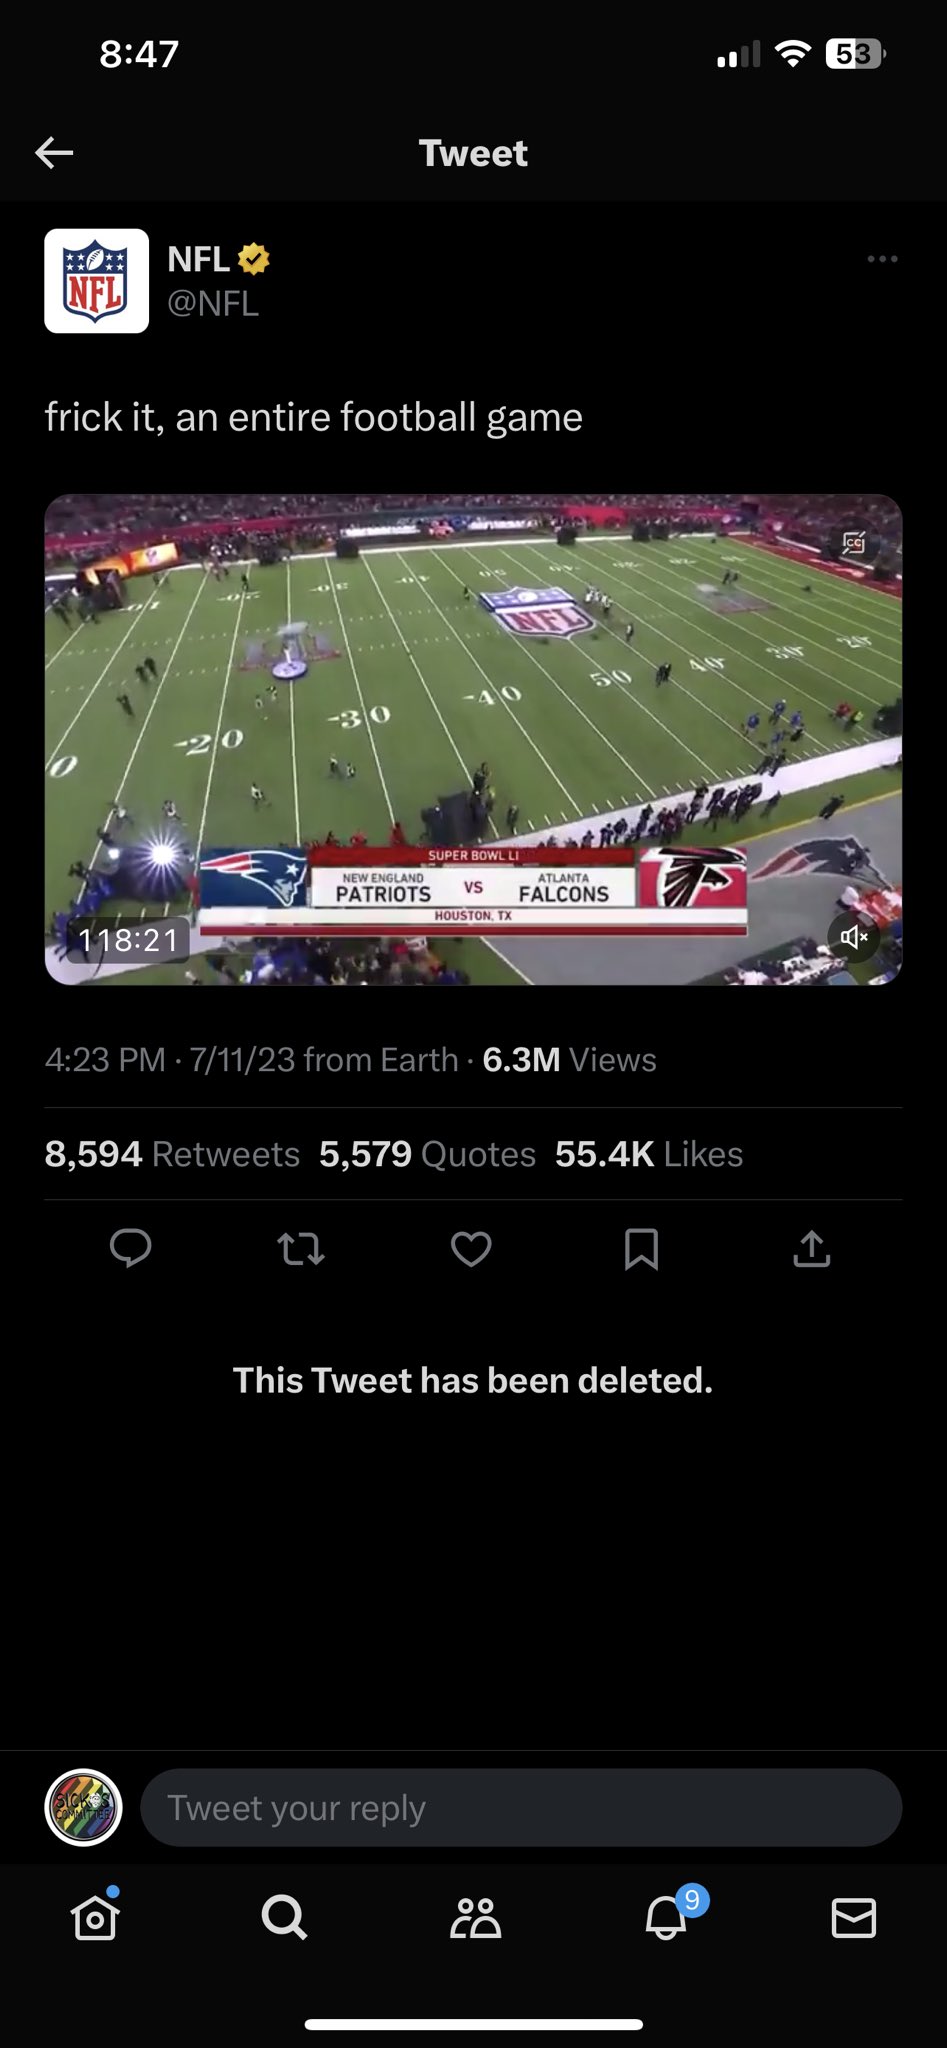 8:47
53
Tweet
NFL
NFL
@NFL
frick it, an entire football game
CC
NFL
50
40
30
20
-20
-30
-40
SUPER BOWL LI
NEW ENGLAND
PATRIOTS
VS
ATLANTA
FALCONS
HOUSTON, TX
118:21
4:23 PM · 7/11/23 from Earth · 6.3M Views
8,594 Retweets 5,579 Quotes 55.4K Likes
This Tweet has been deleted.
SICKOS
COMMITTEE
Tweet your reply
9